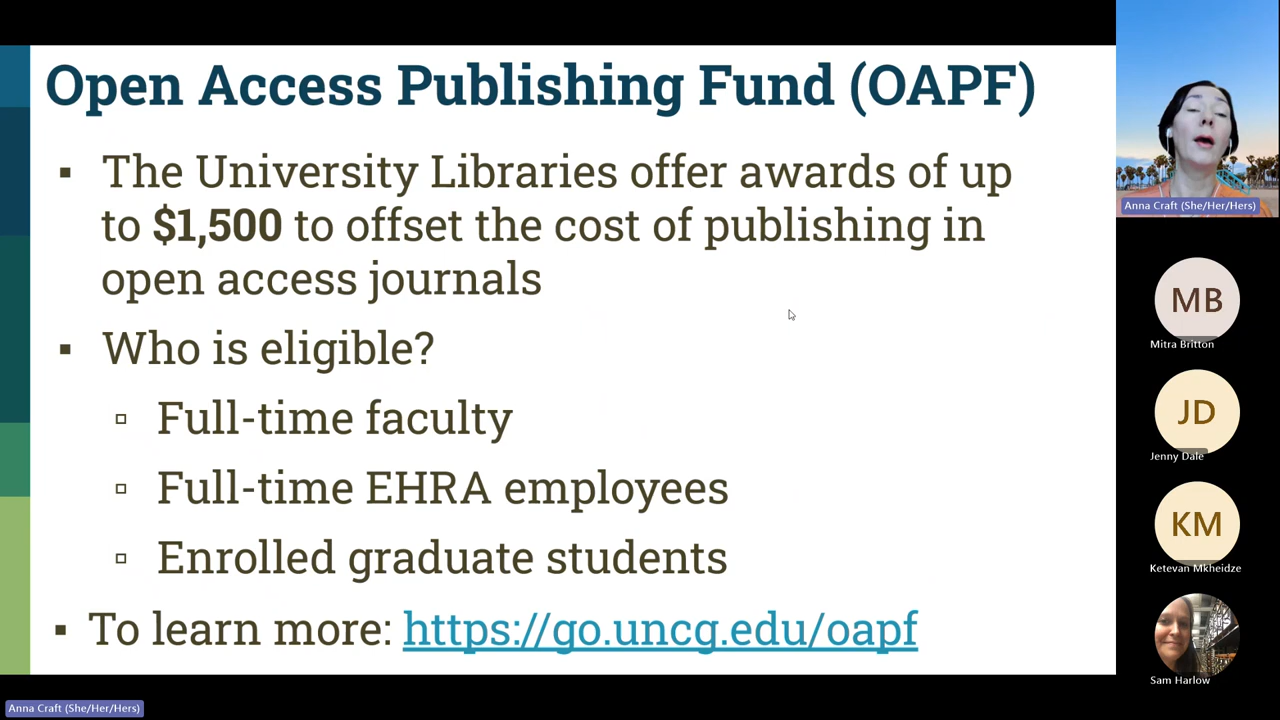 Open Access Publishing Fund (OAPF)
▪ The University Libraries offer awards of up
to $1,500 to offset the cost of publishing in
open access journals
▪ Who is eligible?
▫ Full-time faculty
▫ Full-time EHRA employees
▫ Enrolled graduate students
▪ To learn more: https://go.uncg.edu/oapf
Anna Craft (She/Her/Hers)
MB
Mitra Britton
JD
Jenny Dale
KM
Ketevan Mkheidze
Sam Harlow
Anna Craft (She/Her/Hers)